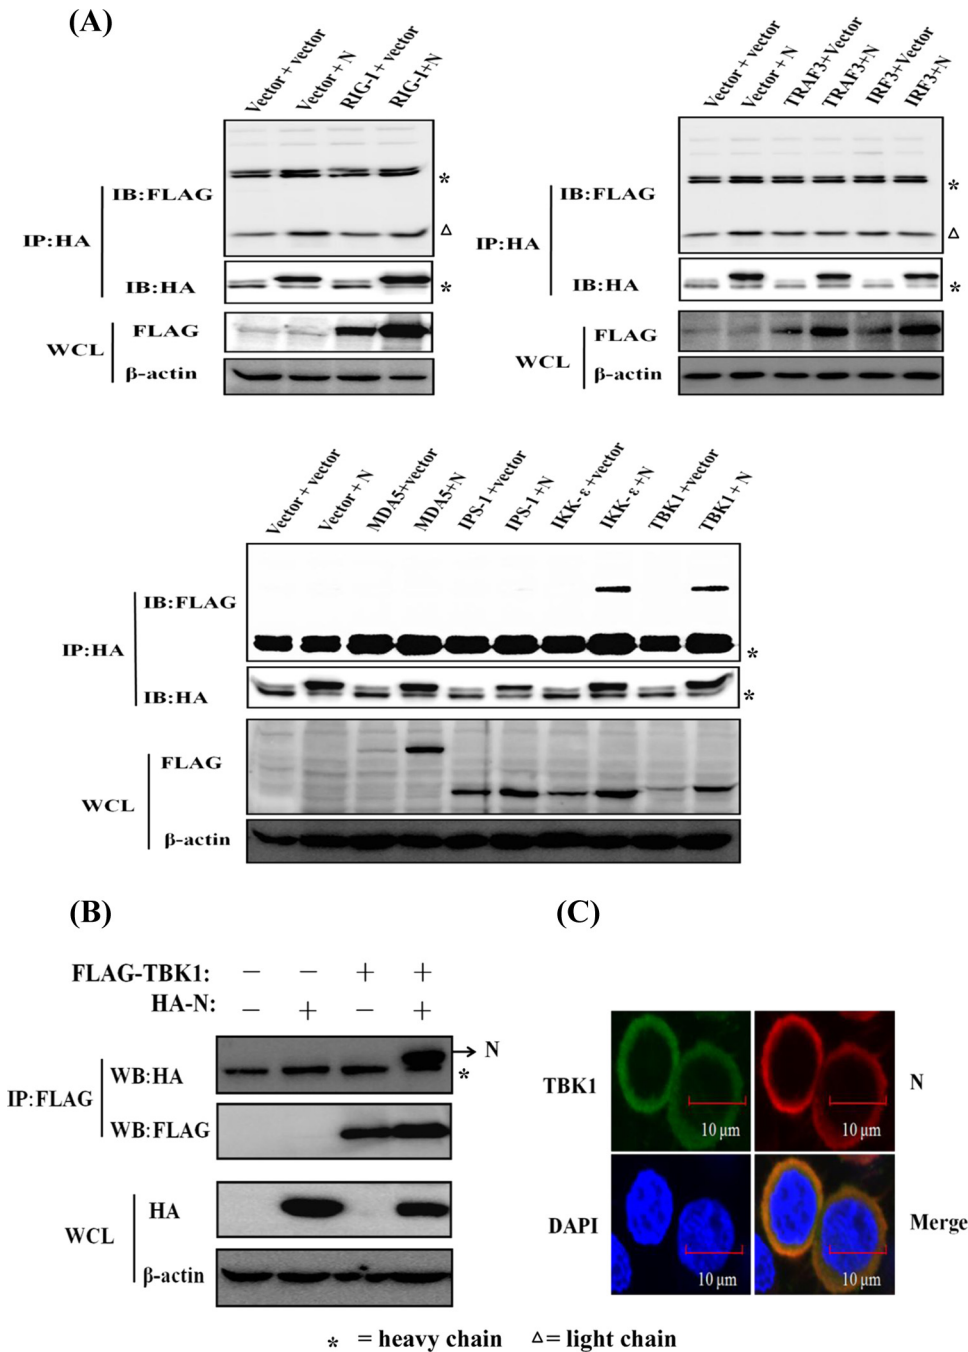 (A)
Vector + vector
Vector + N
RIG-I + vector
RIG-I+N
IP:HA
IB:FLAG
*
Δ
IB:HA
*
WCL
FLAG
β-actin
Vector + vector
Vector + N
TRAF3+Vector
TRAF3+N
IRF3+Vector
IRF3+N
IP:HA
IB:FLAG
*
Δ
IB:HA
*
WCL
FLAG
β-actin
Vector + vector
Vector + N
MDA5+vector
MDA5+N
IPS-1 +vector
IPS-1 +N
IKK- ε +vector
IKK- ε+N
TBK1+vector
TBK1 + N
IP:HA
IB:FLAG
*
IB:HA
*
WCL
FLAG
β-actin
(B)
FLAG-TBK1: – – + +
HA-N: – + – +
IP:FLAG
WB:HA
N
*
WB:FLAG
WCL
HA
β-actin
(C)
TBK1
10 μm
10 μm
N
DAPI
10 μm
10 μm
Merge
* = heavy chain Δ= light chain